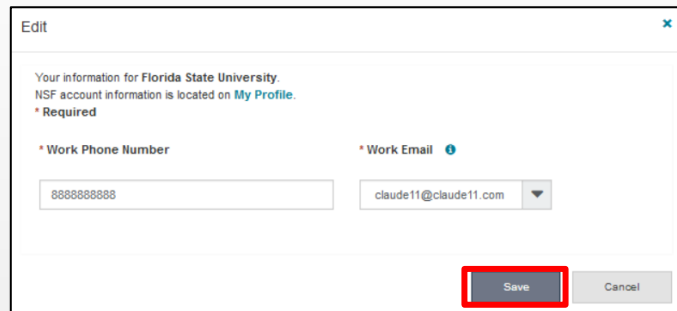 Edit
Your information for Florida State University.
NSF account information is located on My Profile.
* Required
* Work Phone Number
* Work Email
8888888888
claude11@claude11.com
Save
Cancel